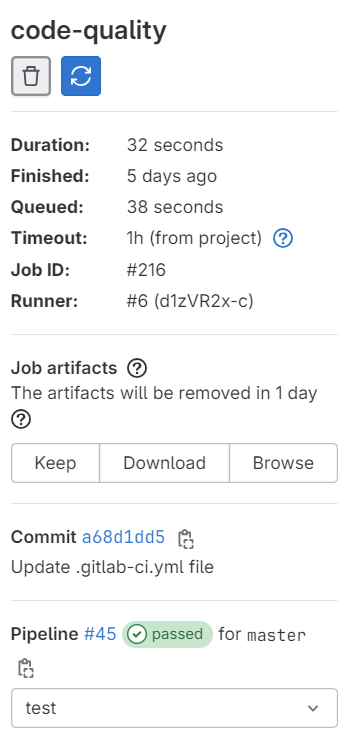 code-quality
Duration: 32 seconds
Finished: 5 days ago
Queued: 38 seconds
Timeout: 1h (from project)
Job ID: #216
Runner: #6 (d1zVR2x-c)
Job artifacts
The artifacts will be removed in 1 day
Keep Download Browse
Commit a68d1dd5
Update .gitlab-ci.yml file
Pipeline #45 passed for master
test